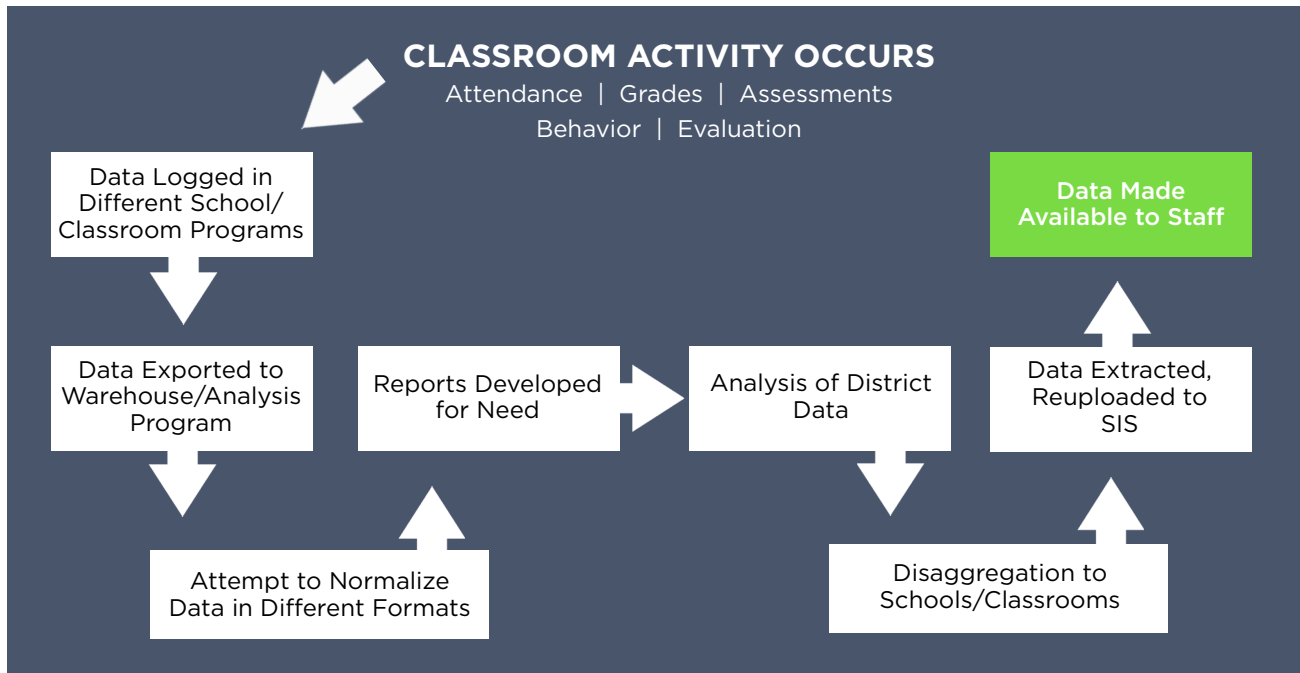 CLASSROOM ACTIVITY OCCURS
Attendance | Grades | Assessments
Behavior | Evaluation
Data Logged in
Different School/
Classroom Programs
Data Exported to
Warehouse/Analysis
Program
Attempt to Normalize
Data in Different Formats
Reports Developed
for Need
Analysis of District
Data
Disaggregation to
Schools/Classrooms
Data Extracted,
Reuploaded to
SIS
Data Made
Available to Staff